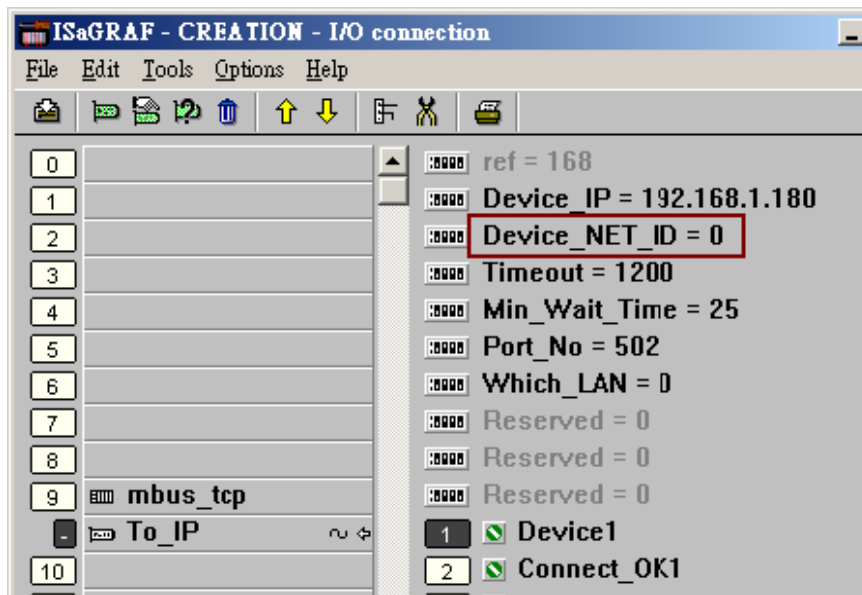 ISaGRAF - CREATION - I/O connection
File Edit Tools Options Help
0
1
2
3
4
5
6
7
8
9 mbus_tcp
- To_IP
10
ref = 168
Device_IP = 192.168.1.180
Device_NET_ID = 0
Timeout = 1200
Min_Wait_Time = 25
Port_No = 502
Which_LAN = 0
Reserved = 0
Reserved = 0
Reserved = 0
1 Device1
2 Connect_OK1